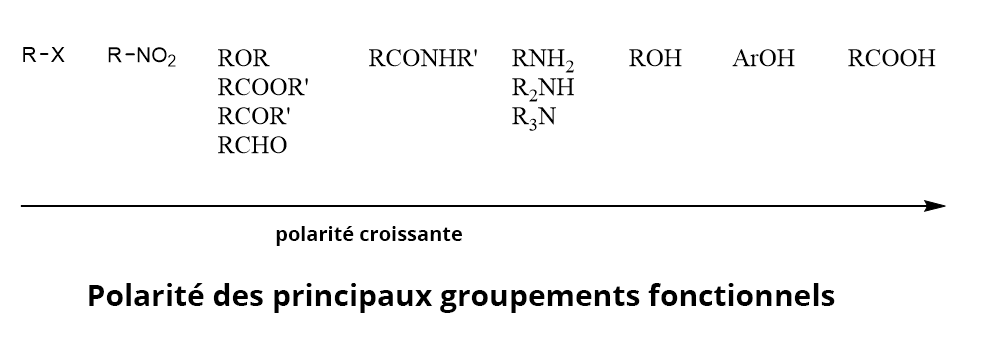 R-X R-NO₂ ROR RCONHR' RNH₂ ROH ArOH RCOOH
RCOOR' R₂NH
RCOR' R₃N
RCHO
polarité croissante
Polarité des principaux groupements fonctionnels